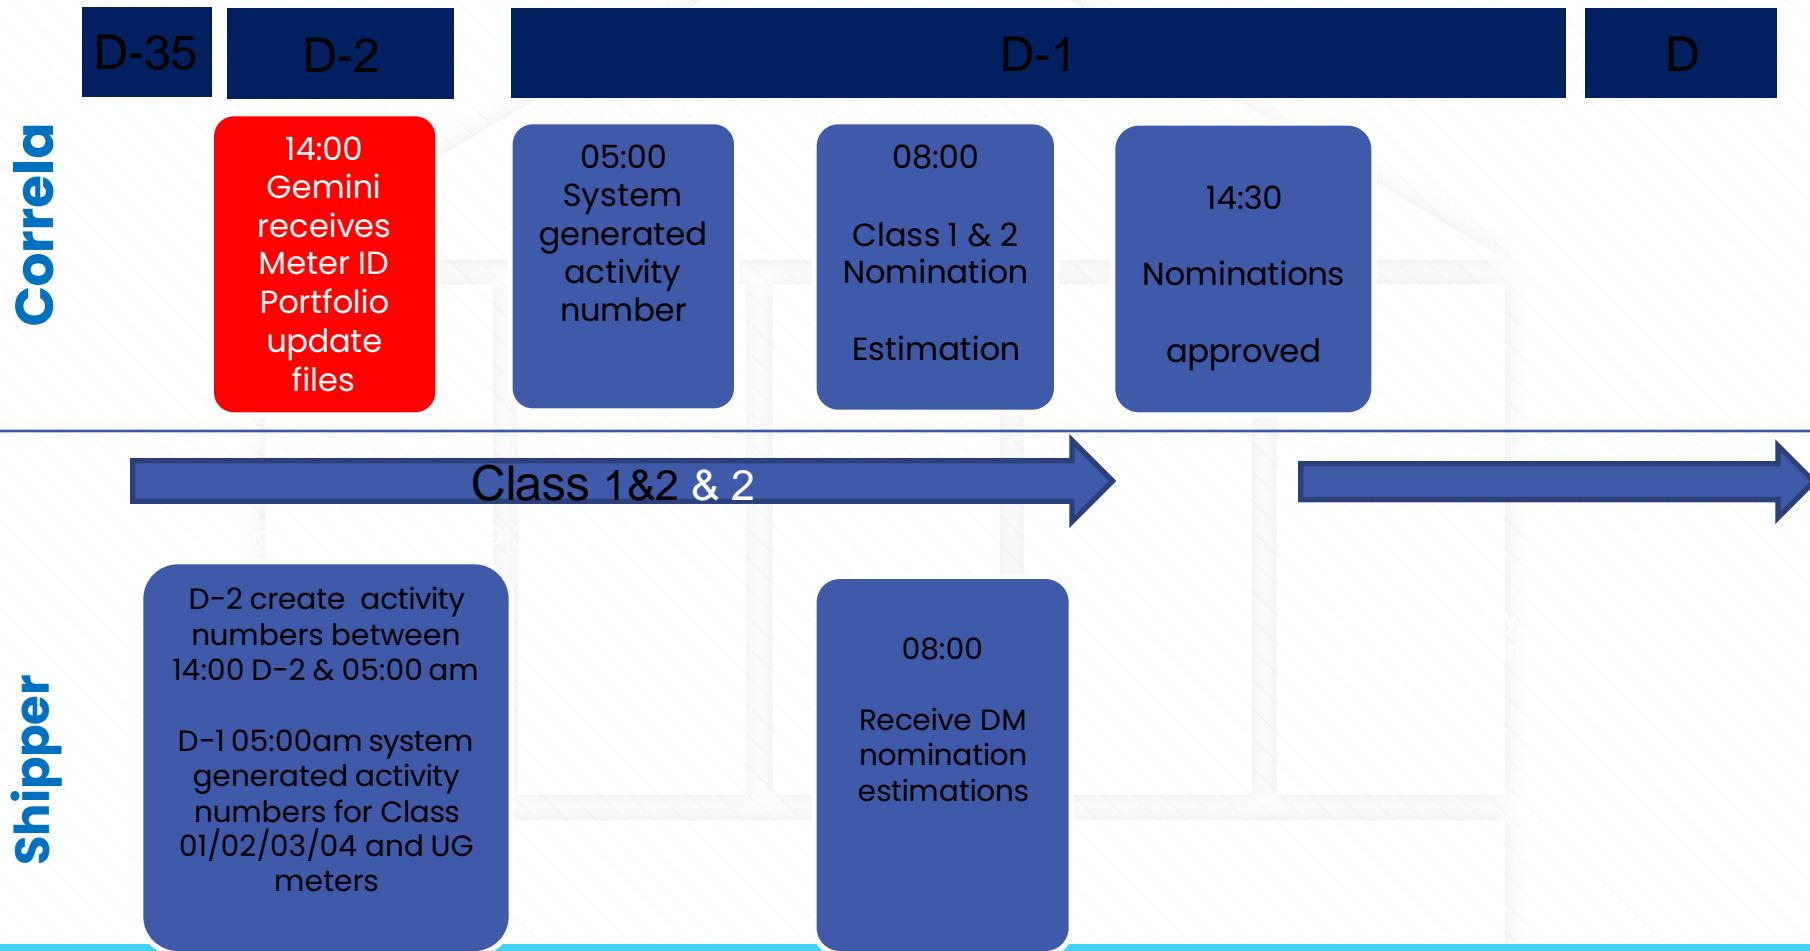 D-35
D-2
D-1
D
Correla
14:00
Gemini
receives
Meter ID
Portfolio
update
files
05:00
System
generated
activity
number
08:00
Class 1 & 2
Nomination
Estimation
14:30
Nominations
approved
Class 1&2 & 2
Shipper
D-2 create activity
numbers between
14:00 D-2 & 05:00 am
D-1 05:00am system
generated activity
numbers for Class
01/02/03/04 and UG
meters
08:00
Receive DM
nomination
estimations